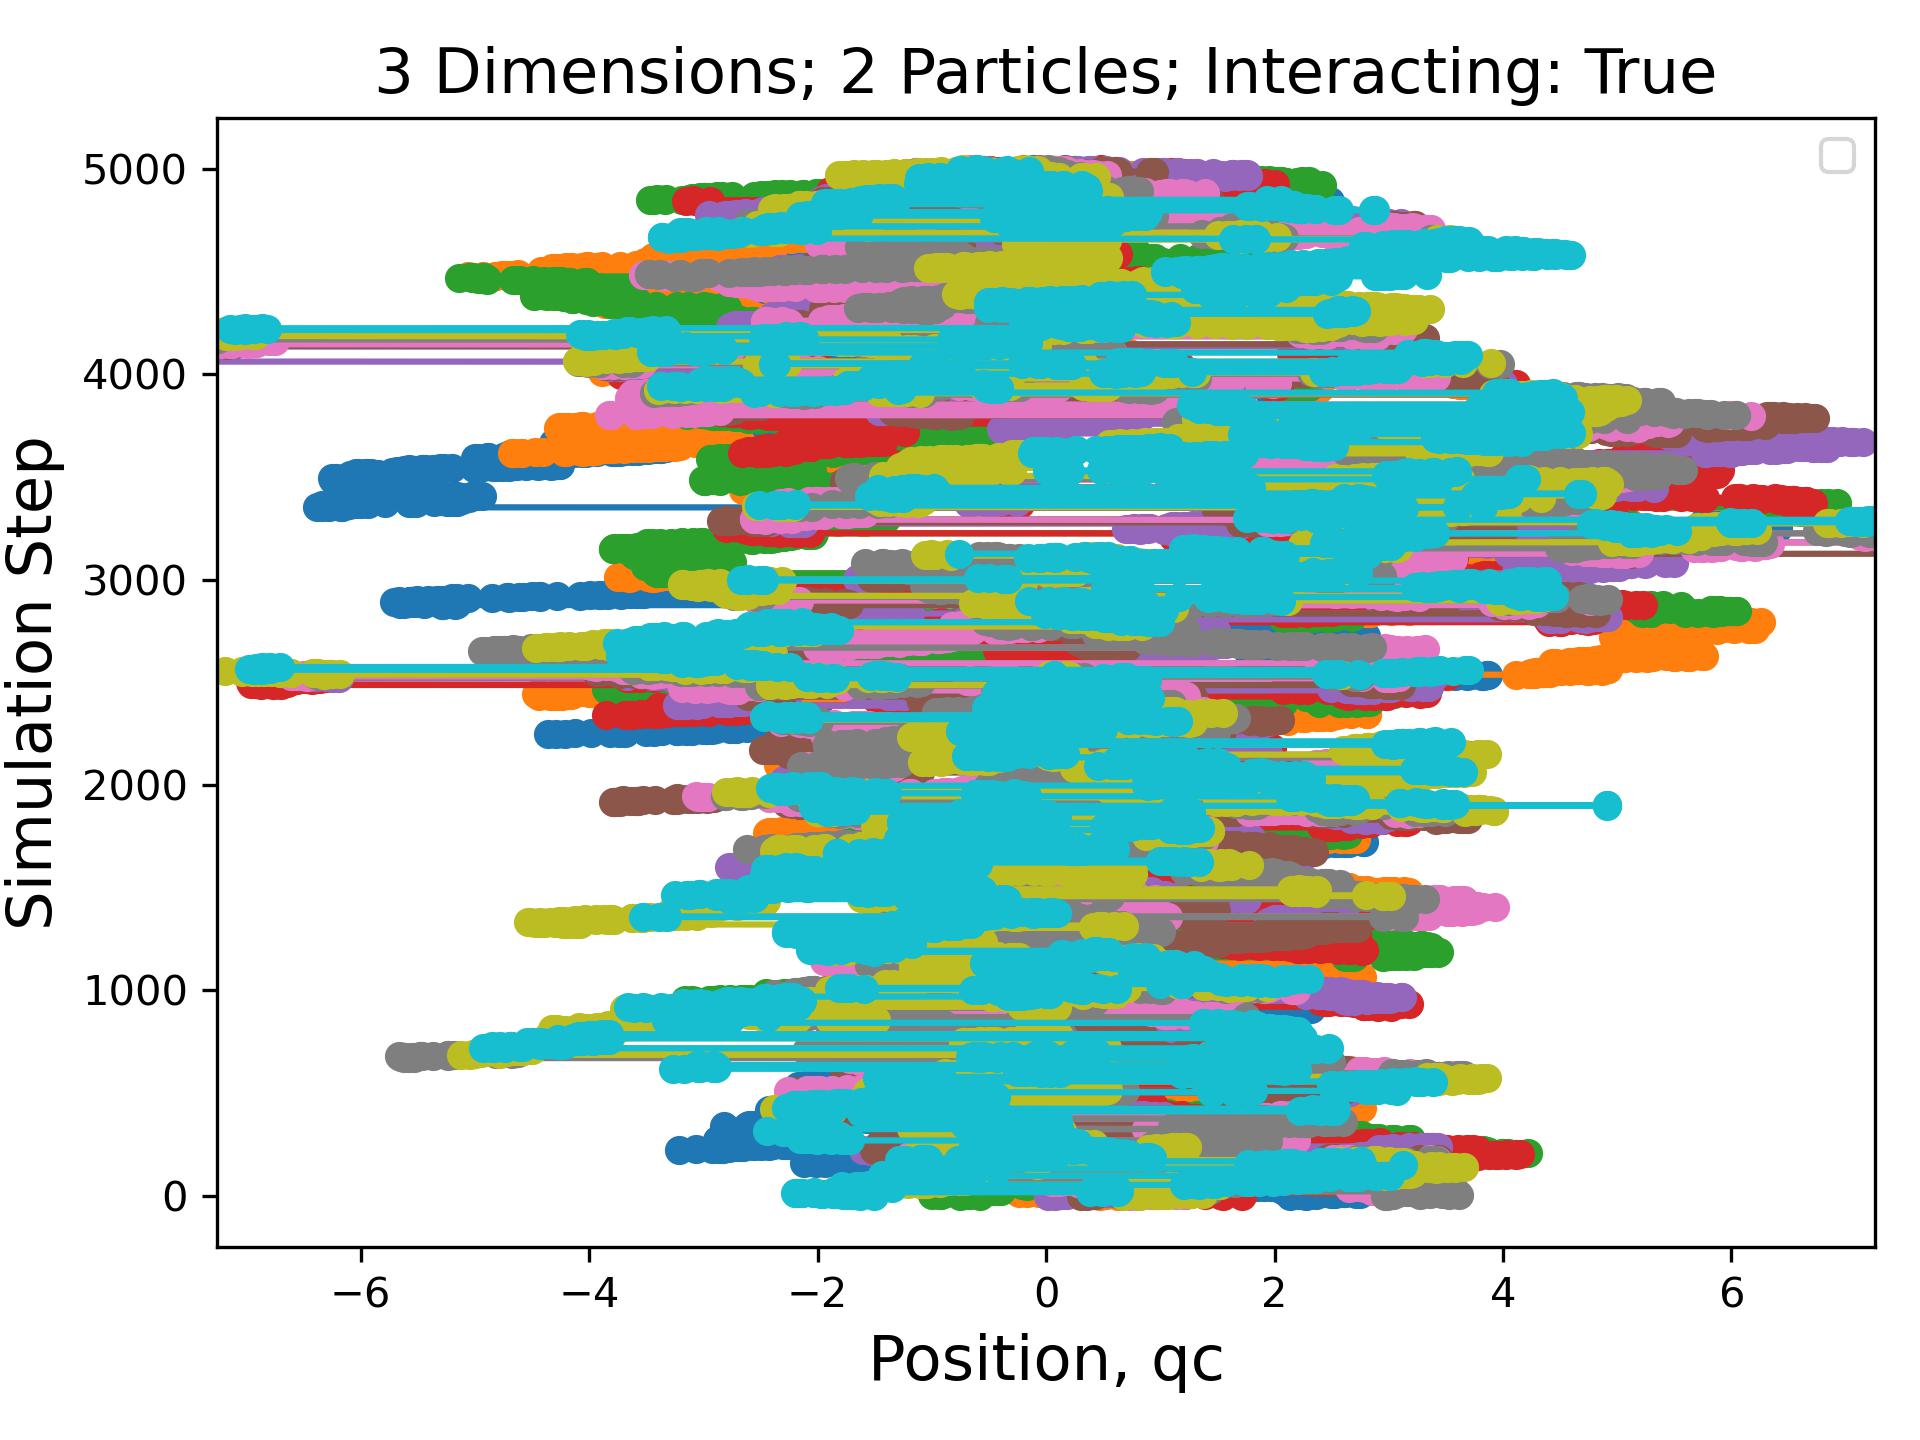 3 Dimensions; 2 Particles; Interacting: True
Simulation Step
5000
4000
3000
2000
1000
0
−6 −4 −2 0 2 4 6
Position, qc